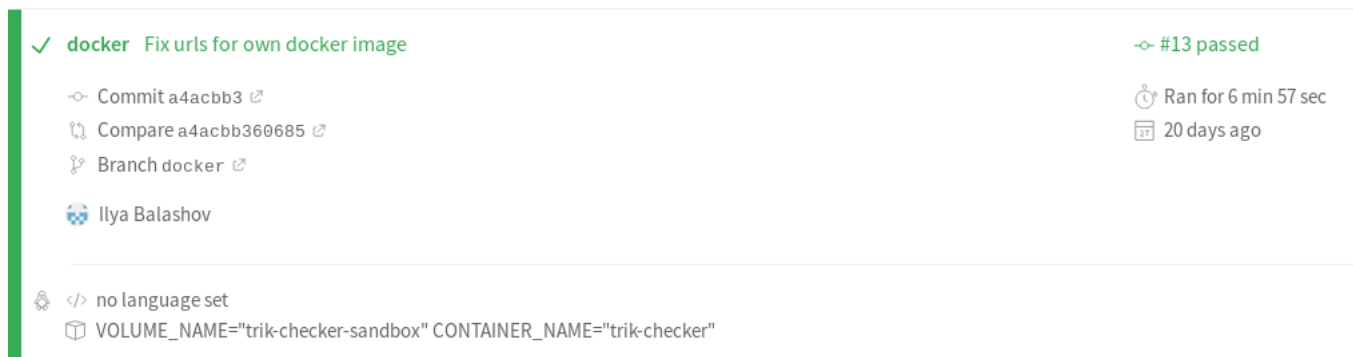 docker Fix urls for own docker image
#13 passed
Commit a4acbb3
Ran for 6 min 57 sec
Compare a4acbb360685
27
20 days ago
Branch docker
Ilya Balashov
</> no language set
VOLUME_NAME="trik-checker-sandbox" CONTAINER_NAME="trik-checker"